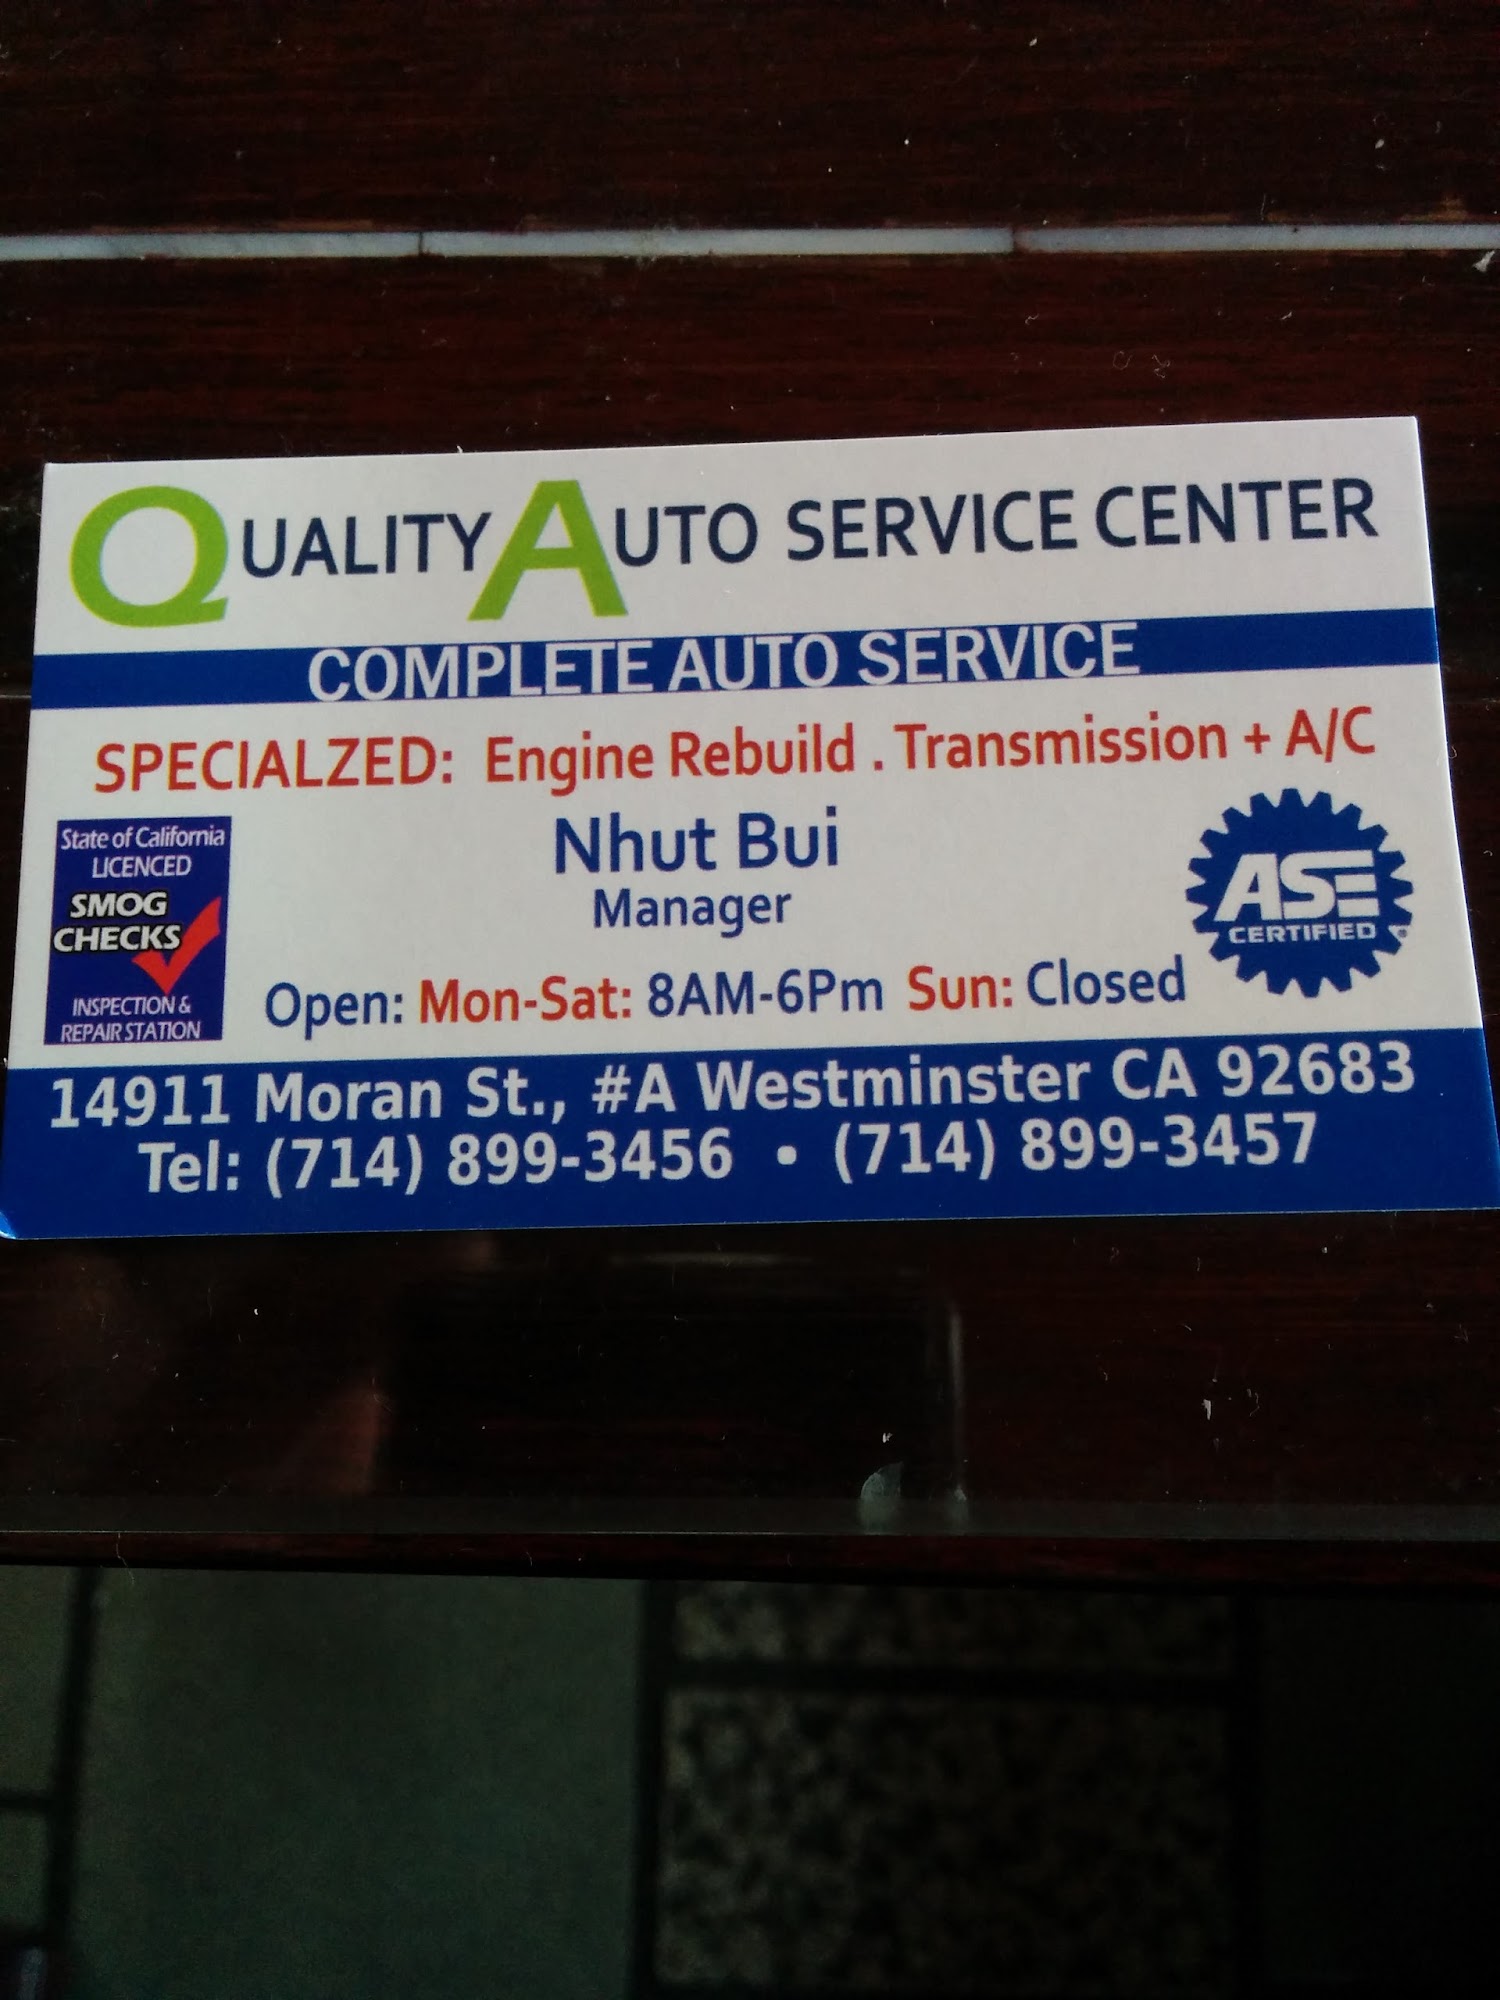 QUALITY AUTO SERVICE CENTER
COMPLETE AUTO SERVICE
SPECIALZED: Engine Rebuild . Transmission + A/C
State of California
LICENCED
SMOG
CHECKS
INSPECTION &
REPAIR STATION
Nhut Bui
Manager
ASE
CERTIFIED
Open: Mon-Sat: 8AM-6Pm Sun: Closed
14911 Moran St., #A Westminster CA 92683
Tel: (714) 899-3456 • (714) 899-3457